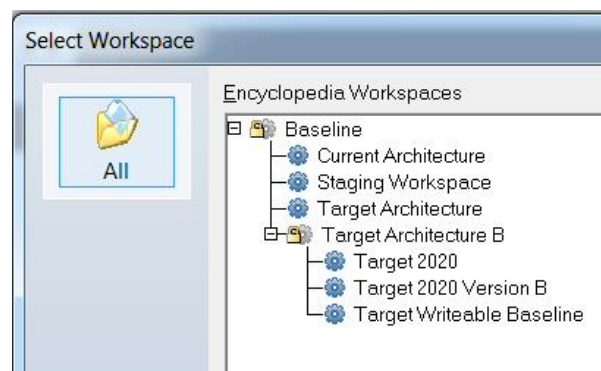 Select Workspace
All
Encyclopedia Workspaces
Baseline
Current Architecture
Staging Workspace
Target Architecture
Target Architecture B
Target 2020
Target 2020 Version B
Target Writeable Baseline